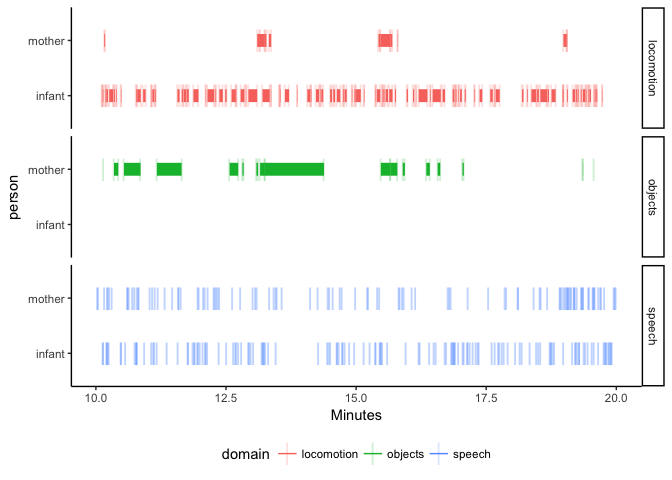 mother
infant
locomotion
mother
infant
objects
mother
infant
speech
person
10.0 12.5 15.0 17.5 20.0
Minutes
domain locomotion objects speech